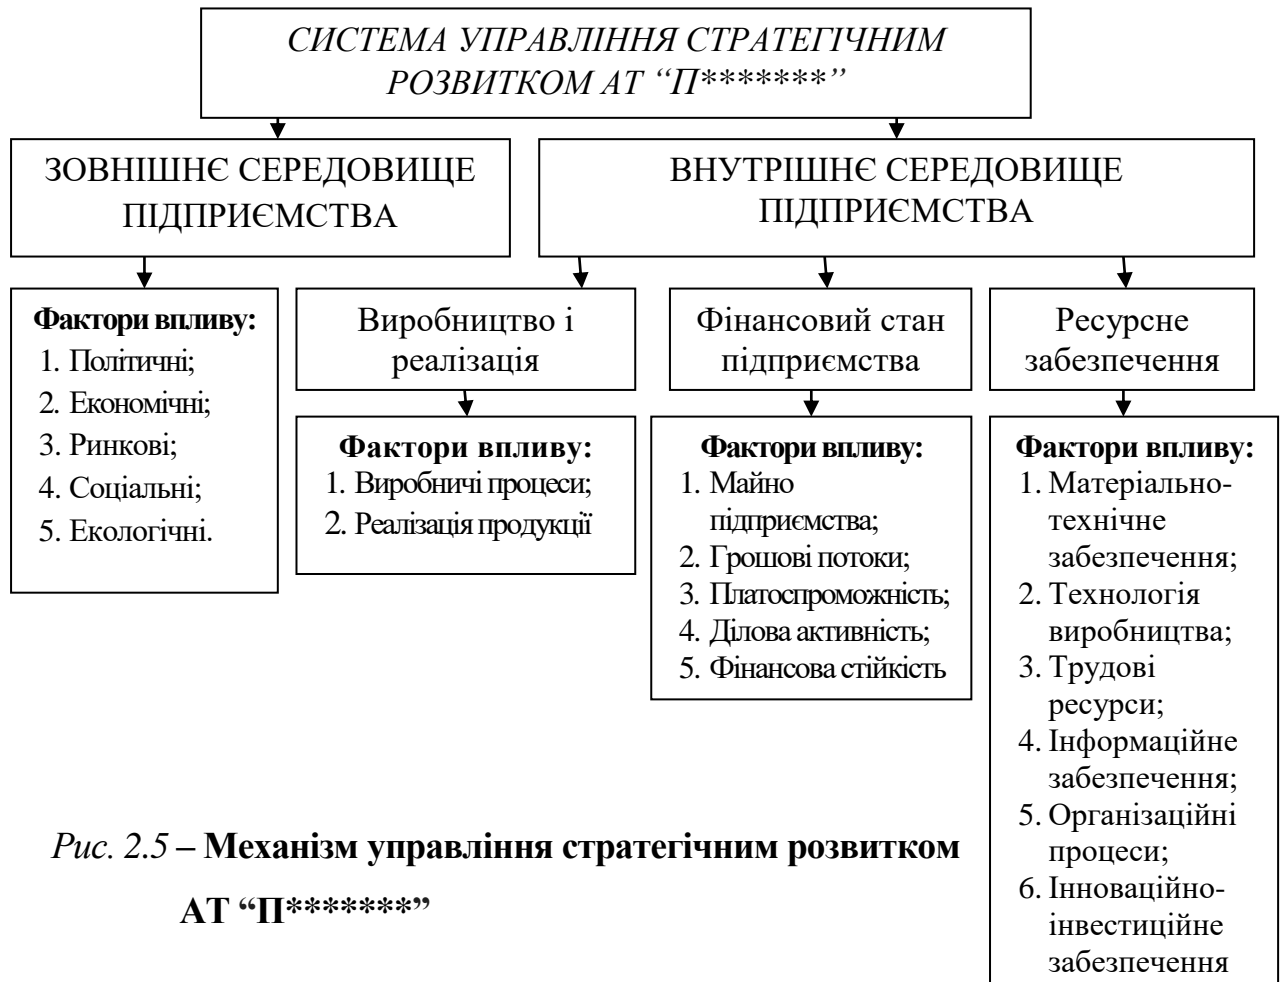 СИСТЕМА УПРАВЛІННЯ СТРАТЕГІЧНИМ
РОЗВИТКОМ АТ “П*******”
ЗОВНІШНЄ СЕРЕДОВИЩЕ
ПІДПРИЄМСТВА
ВНУТРІШНЄ СЕРЕДОВИЩЕ
ПІДПРИЄМСТВА
Фактори впливу:
1. Політичні;
2. Економічні;
3. Ринкові;
4. Соціальні;
5. Екологічні.
Виробництво і
реалізація
Фактори впливу:
1. Виробничі процеси;
2. Реалізація продукції
Фінансовий стан
підприємства
Фактори впливу:
1. Майно
підприємства;
2. Грошові потоки;
3. Платоспроможність;
4. Ділова активність;
5. Фінансова стійкість
Ресурсне
забезпечення
Фактори впливу:
1. Матеріально-
технічне
забезпечення;
2. Технологія
виробництва;
3. Трудові
ресурси;
4. Інформаційне
забезпечення;
5. Організаційні
процеси;
6. Інноваційно-
інвестиційне
забезпечення
Рис. 2.5 – Механізм управління стратегічним розвитком
АТ “П*******”